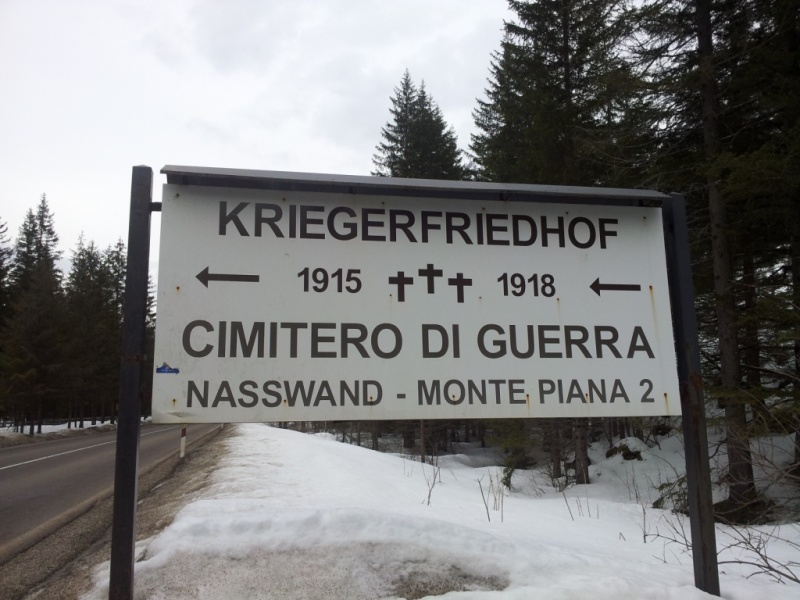 KRIEGERFRIEDHOF
1915 1918
CIMITERO DI GUERRA
NASSWAND - MONTE PIANA 2